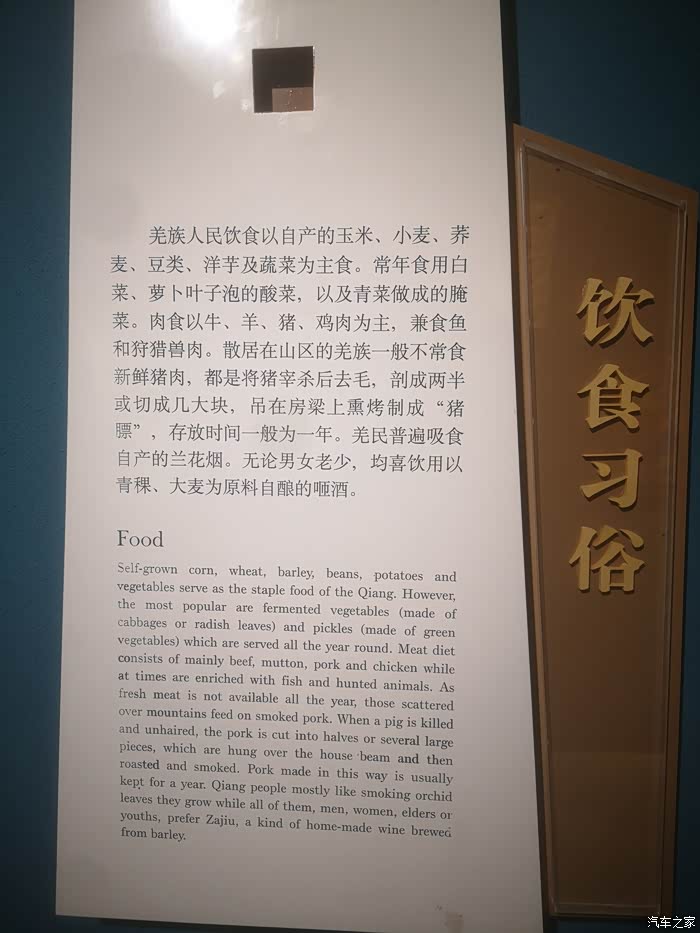 羌族人民饮食以自产的玉米、小麦、荞
麦、豆类、洋芋及蔬菜为主食。常年食用白
菜、萝卜叶子泡的酸菜，以及青菜做成的腌
菜。肉食以牛、羊、猪、鸡肉为主，兼食鱼
和狩猎兽肉。散居在山区的羌族一般不常食
新鲜猪肉，都是将猪宰杀后去毛，剖成两半
或切成几大块，吊在房梁上熏烤制成“猪
膘”，存放时间一般为一年。羌民普遍吸食
自产的兰花烟。无论男女老少，均喜饮用以
青稞、大麦为原料自酿的咂酒。
Food
Self-grown corn, wheat, barley, beans, potatoes and
vegetables serve as the staple food of the Qiang. However,
the most popular are fermented vegetables (made of
cabbages or radish leaves) and pickles (made of green
vegetables) which are served all the year round. Meat diet
consists of mainly beef, mutton, pork and chicken while
at times are enriched with fish and hunted animals. As
fresh meat is not available all the year, those scattered
over mountains feed on smoked pork. When a pig is killed
and unhaired, the pork is cut into halves or several large
pieces, which are hung over the house beam and then
roasted and smoked. Pork made in this way is usually
kept for a year. Qiang people mostly like smoking orchid
leaves they grow while all of them, men, women, elders or
youths, prefer Zajiu, a kind of home-made wine brewed
from barley.
饮食习俗
汽车之家